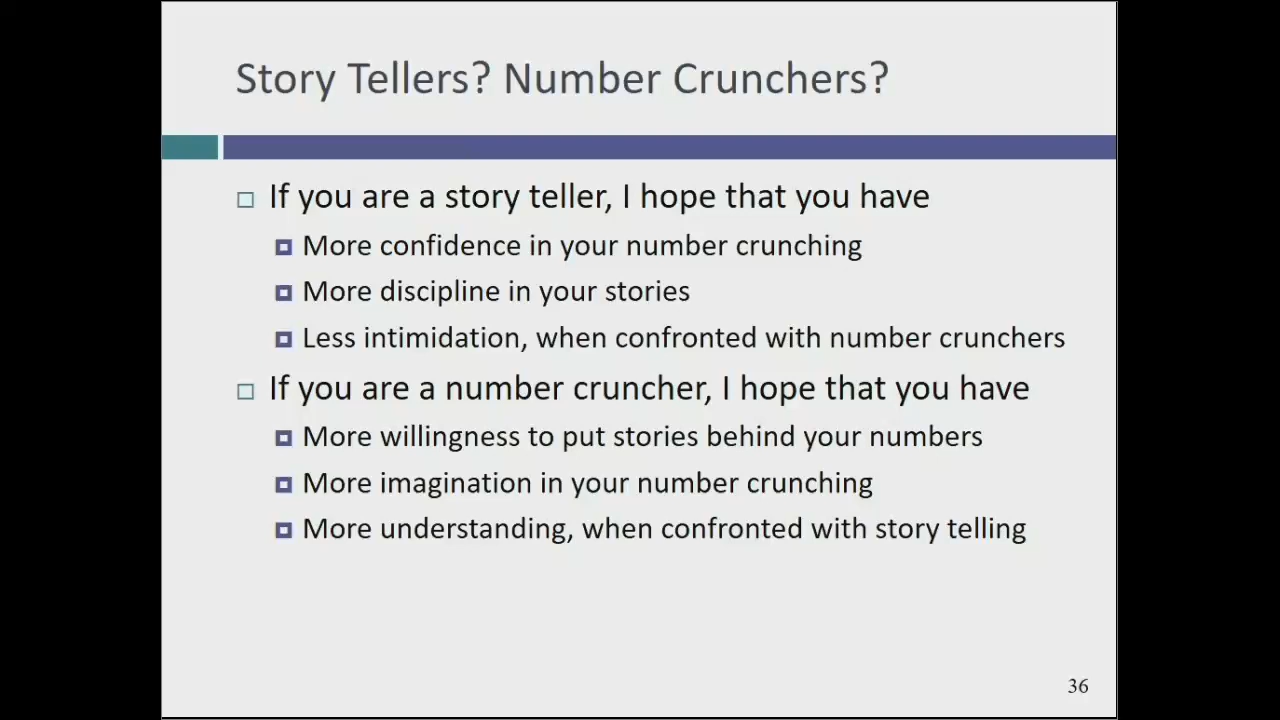 Story Tellers? Number Crunchers?
If you are a story teller, I hope that you have
More confidence in your number crunching
More discipline in your stories
Less intimidation, when confronted with number crunchers
If you are a number cruncher, I hope that you have
More willingness to put stories behind your numbers
More imagination in your number crunching
More understanding, when confronted with story telling
36